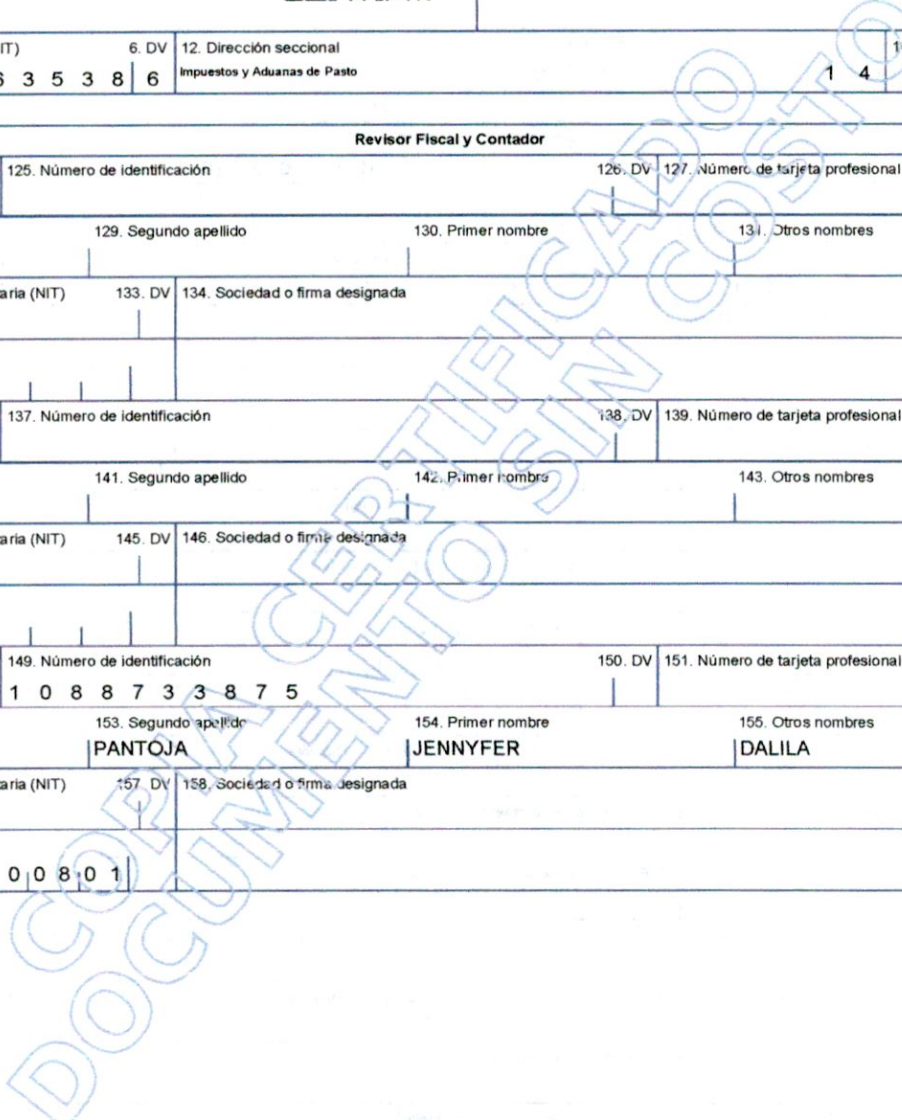 IT) 6. DV 12. Dirección seccional
3 5 3 8 6 Impuestos y Aduanas de Pasto 1 4
Revisor Fiscal y Contador
125. Número de identificación 126. DV 127. Número de tarjeta profesional
129. Segundo apellido 130. Primer nombre 131. Otros nombres
aria (NIT) 133. DV 134. Sociedad o firma designada
137. Número de identificación 138. DV 139. Número de tarjeta profesional
141. Segundo apellido 142. Primer nombre 143. Otros nombres
aria (NIT) 145. DV 146. Sociedad o firma designada
149. Número de identificación 150. DV 151. Número de tarjeta profesional
1 0 8 8 7 3 3 8 7 5
153. Segundo apellido 154. Primer nombre 155. Otros nombres
PANTOJA JENNYFER DALILA
aria (NIT) 157. DV 158. Sociedad o firma designada
0 0 8 0 1
COPIA CERTIFICADO
DOCUMENTO SIN COSTO